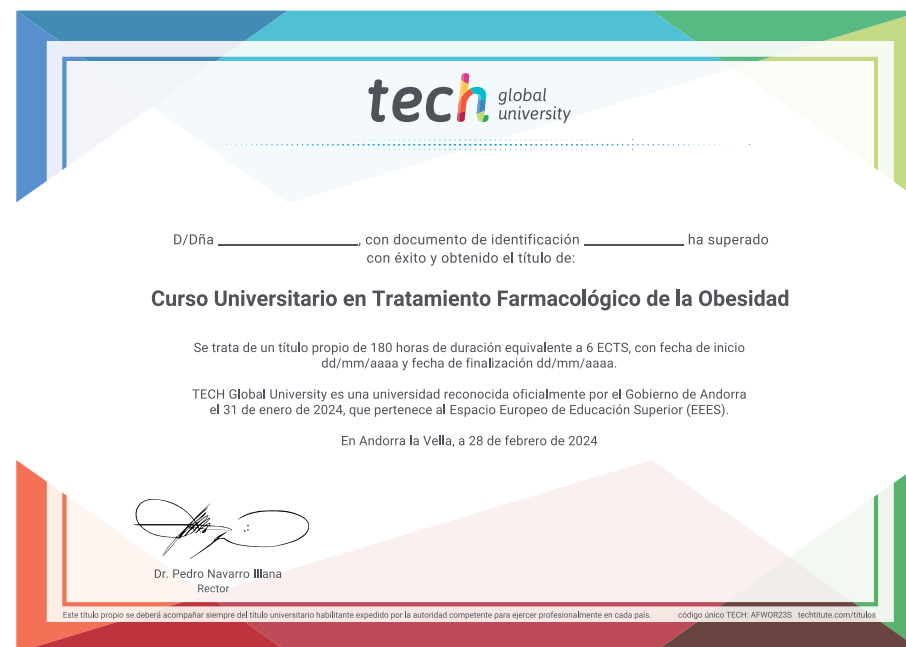 tech global university
D/Dña ____________________, con documento de identificación ______________ ha superado
con éxito y obtenido el título de:
Curso Universitario en Tratamiento Farmacológico de la Obesidad
Se trata de un título propio de 180 horas de duración equivalente a 6 ECTS, con fecha de inicio
dd/mm/aaaa y fecha de finalización dd/mm/aaaa.
TECH Global University es una universidad reconocida oficialmente por el Gobierno de Andorra
el 31 de enero de 2024, que pertenece al Espacio Europeo de Educación Superior (EEES).
En Andorra la Vella, a 28 de febrero de 2024
Dr. Pedro Navarro Illana
Rector
Este título propio se deberá acompañar siempre del título universitario habilitante expedido por la autoridad competente para ejercer profesionalmente en cada país. código único TECH: AFWOR23S techtitute.com/titulos